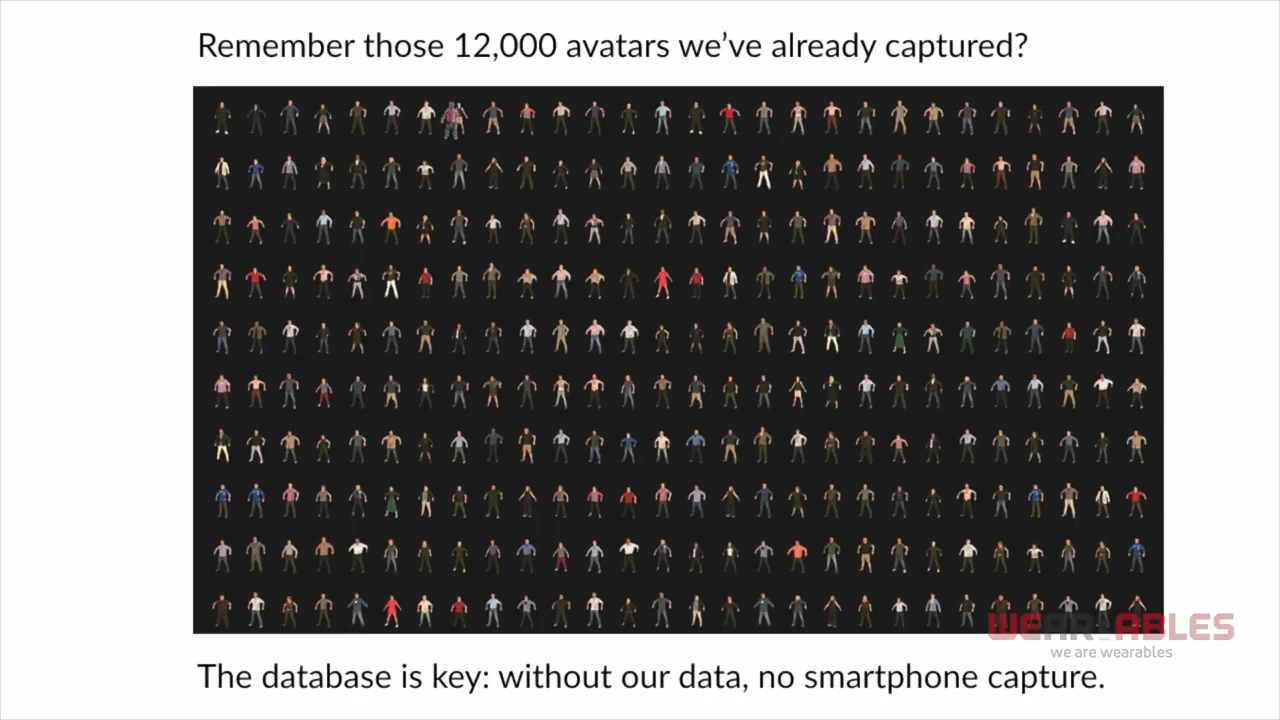 Remember those 12,000 avatars we’ve already captured?
WEARABLES
we are wearables
The database is key: without our data, no smartphone capture.